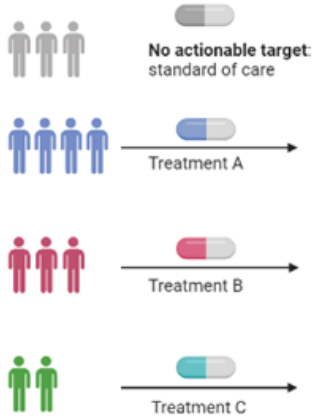 No actionable target:
standard of care
Treatment A
Treatment B
Treatment C